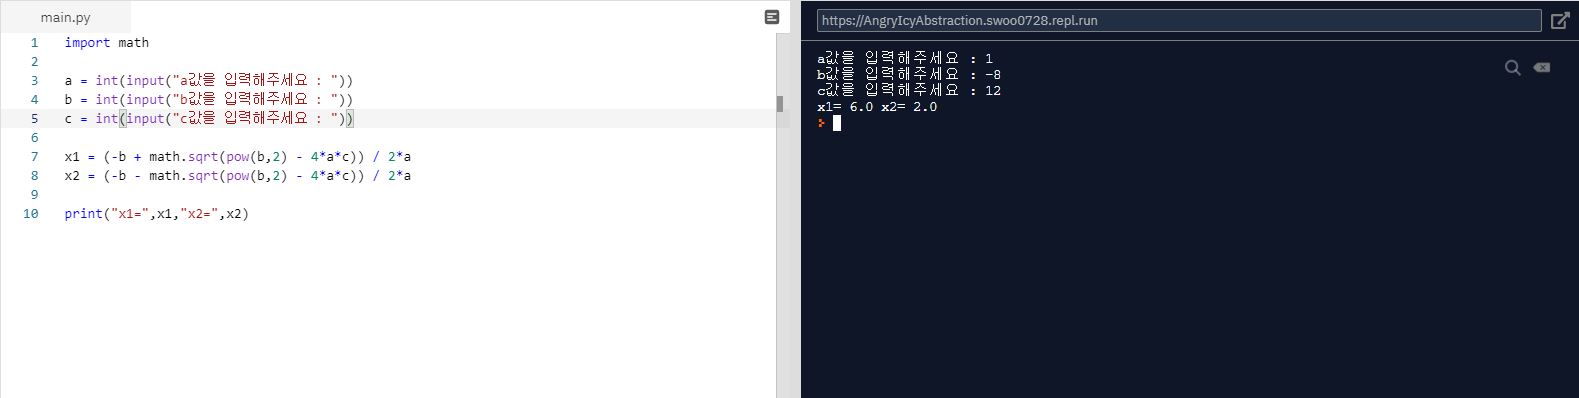 main.py
1 import math
2
3 a = int(input("a값을 입력해주세요 : "))
4 b = int(input("b값을 입력해주세요 : "))
5 c = int(input("c값을 입력해주세요 : "))
6
7 x1 = (-b + math.sqrt(pow(b,2) - 4*a*c)) / 2*a
8 x2 = (-b - math.sqrt(pow(b,2) - 4*a*c)) / 2*a
9
10 print("x1=",x1,"x2=",x2)
https://AngryIcyAbstraction.swoo0728.repl.run
a값을 입력해주세요 : 1
b값을 입력해주세요 : -8
c값을 입력해주세요 : 12
x1= 6.0 x2= 2.0